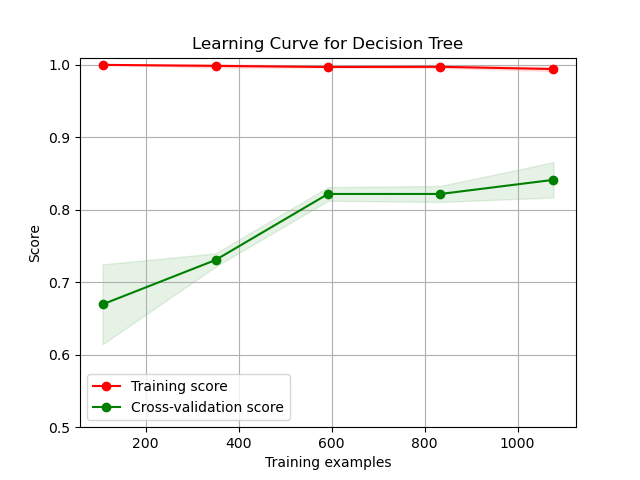 Learning Curve for Decision Tree
1.0
0.9
0.8
0.7
0.6
0.5
Score
Training score
Cross-validation score
200 400 600 800 1000
Training examples